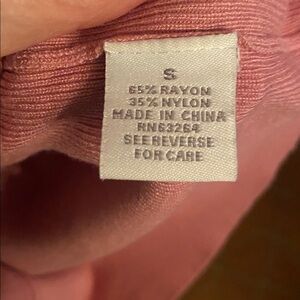 S
65% RAYON
35% NYLON
MADE IN CHINA
RN63264
SEE REVERSE
FOR CARE